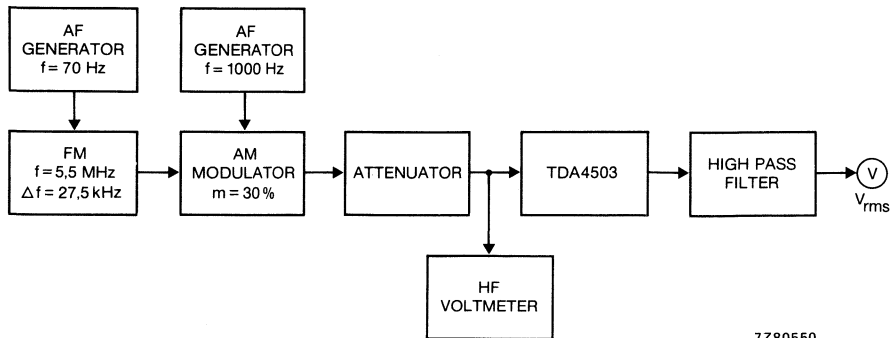 AF
GENERATOR
f = 70 Hz
AF
GENERATOR
f = 1000 Hz
FM
f = 5,5 MHz
Δf = 27,5 kHz
AM
MODULATOR
m = 30 %
ATTENUATOR
TDA4503
HIGH PASS
FILTER
V
Vrms
HF
VOLTMETER
7Z80550